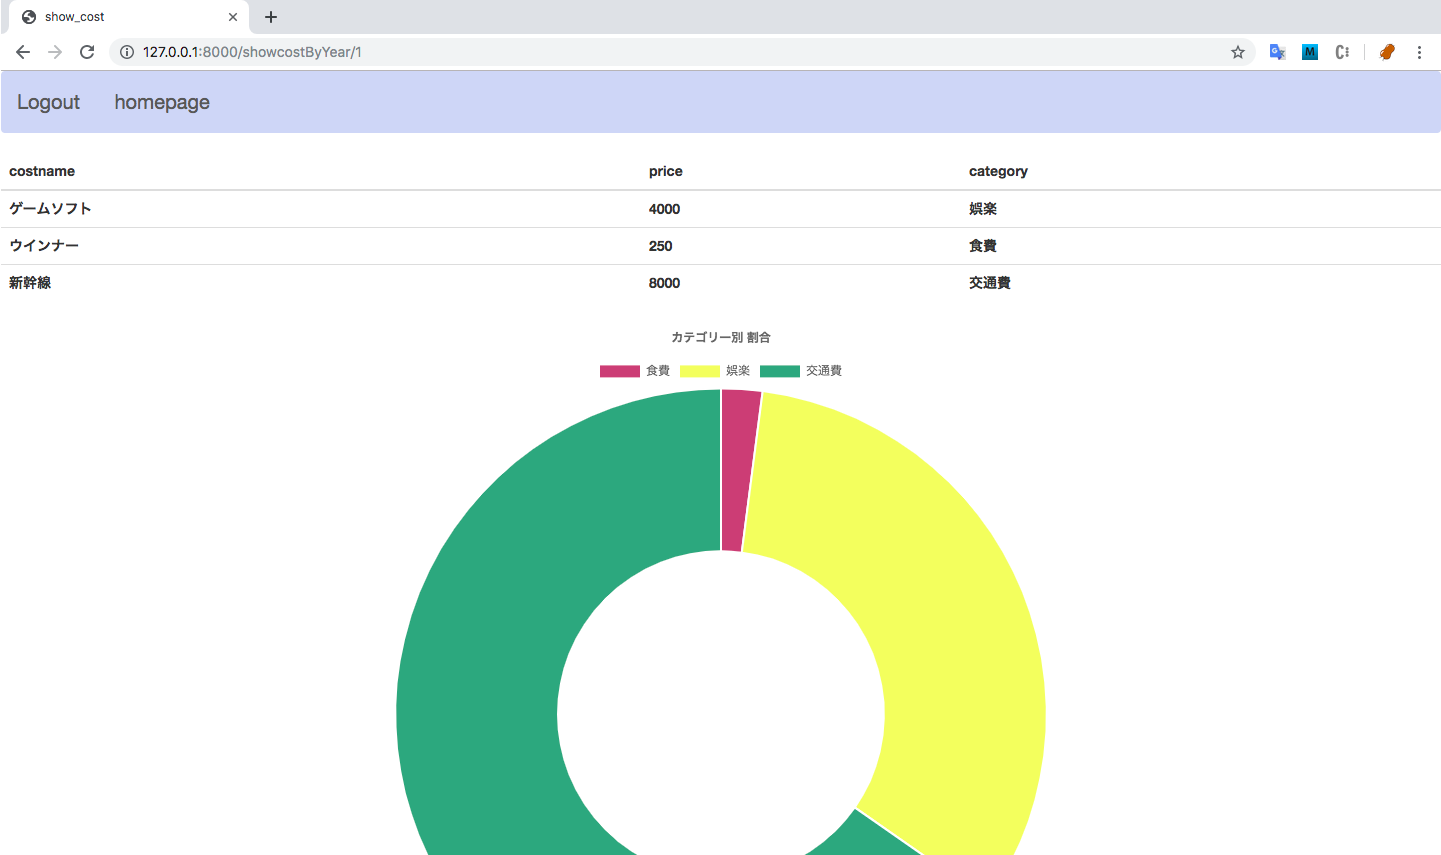 show_cost
127.0.0.1:8000/showcostByYear/1
Logout homepage
costname price category
ゲームソフト 4000 娯楽
ウインナー 250 食費
新幹線 8000 交通費
カテゴリー別 割合
食費 娯楽 交通費